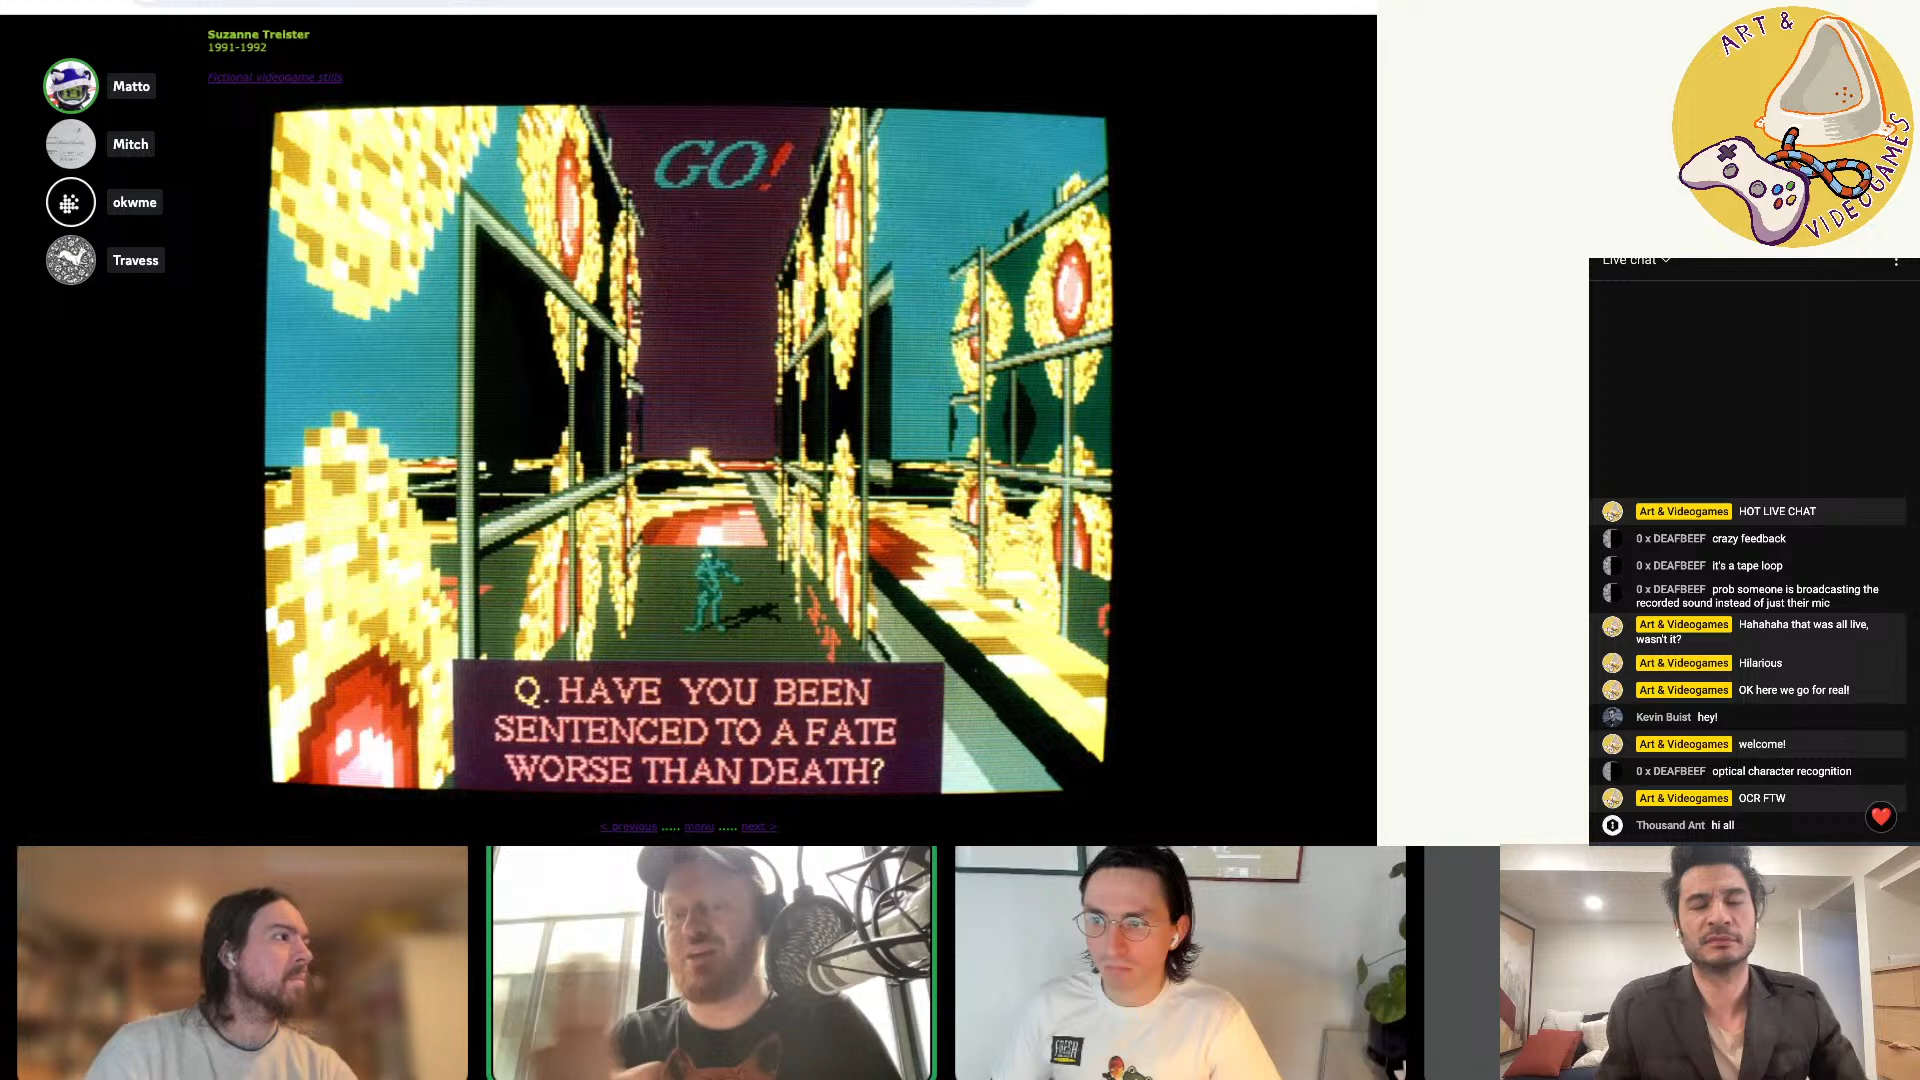 Suzanne Treister
1991-1992
Fictional videogame stills
Matto
Mitch
okwme
Travess
GO!
Q. HAVE YOU BEEN
SENTENCED TO A FATE
WORSE THAN DEATH?
< previous ..... menu ..... next >
ART &
VIDEOGAMES
Live chat
Art & Videogames HOT LIVE CHAT
0 x DEAFBEEF crazy feedback
0 x DEAFBEEF it's a tape loop
0 x DEAFBEEF prob someone is broadcasting the
recorded sound instead of just their mic
Art & Videogames Hahahaha that was all live,
wasn't it?
Art & Videogames Hilarious
Art & Videogames OK here we go for real!
Kevin Buist hey!
Art & Videogames welcome!
0 x DEAFBEEF optical character recognition
Art & Videogames OCR FTW
Thousand Ant hi all
FRESH